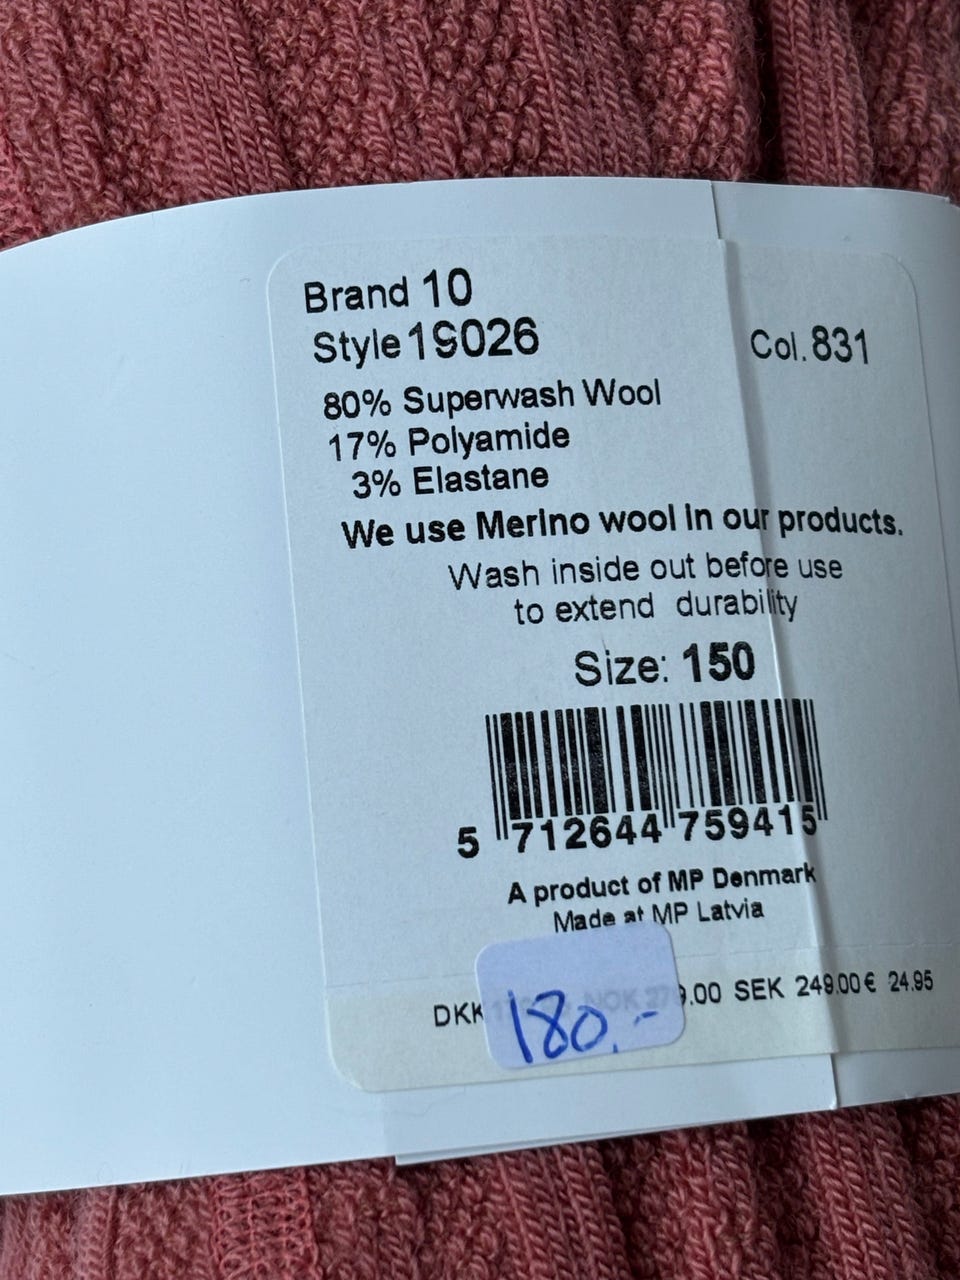 Brand 10
Style 19026 Col. 831
80% Superwash Wool
17% Polyamide
3% Elastane
We use Merino wool in our products.
Wash inside out before use
to extend durability
Size: 150
5 712644 759415
A product of MP Denmark
Made at MP Latvia
DKK NOK 9.00 SEK 249.00 € 24.95
180.-